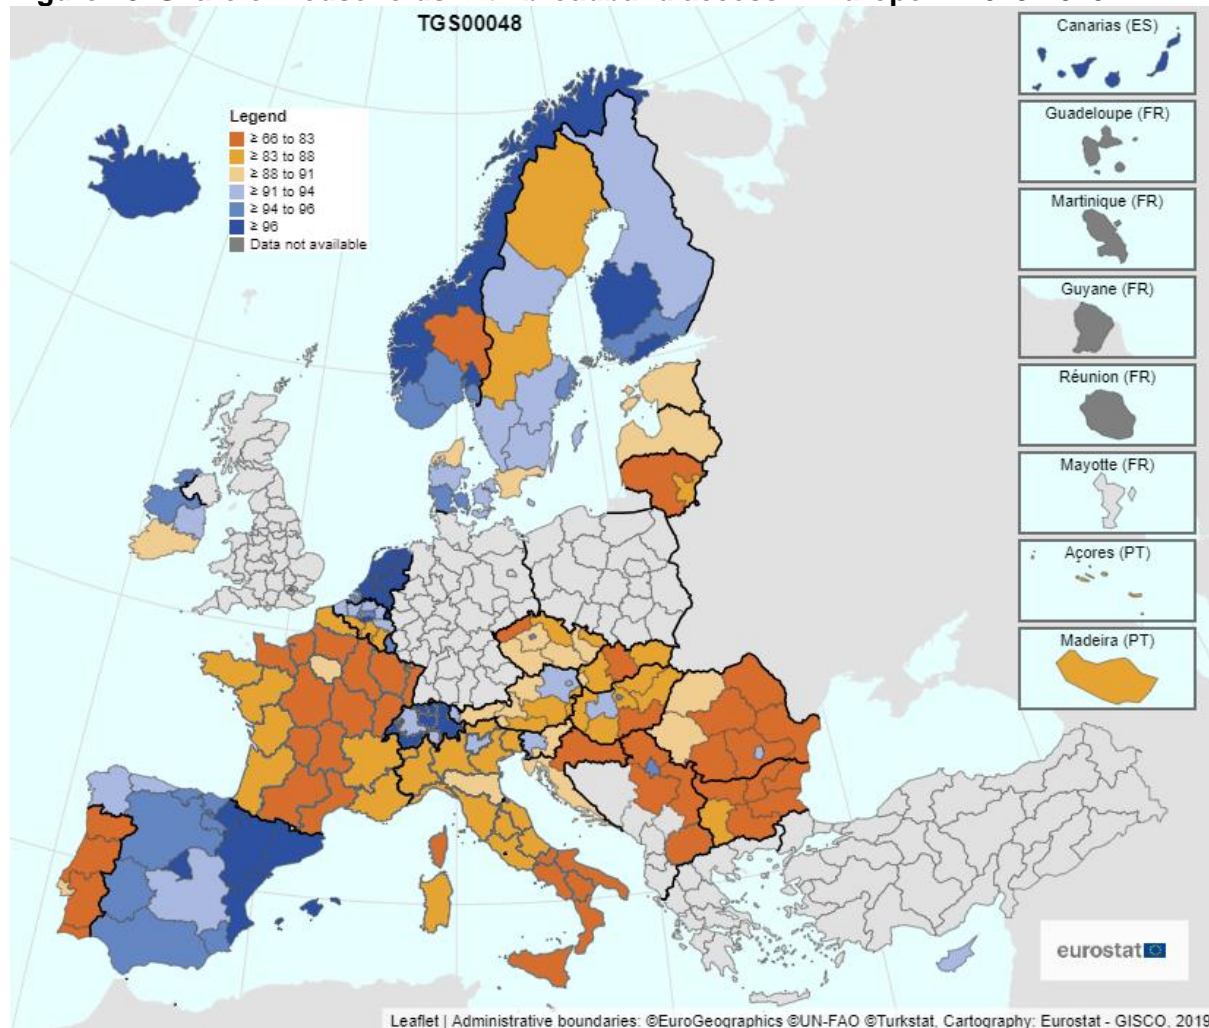 TGS00048
Legend
≥ 66 to 83
≥ 83 to 88
≥ 88 to 91
≥ 91 to 94
≥ 94 to 96
≥ 96
Data not available
Canarias (ES)
Guadeloupe (FR)
Martinique (FR)
Guyane (FR)
Réunion (FR)
Mayotte (FR)
Açores (PT)
Madeira (PT)
eurostat
Leaflet | Administrative boundaries: ©EuroGeographics ©UN-FAO ©Turkstat, Cartography: Eurostat - GISCO, 2019